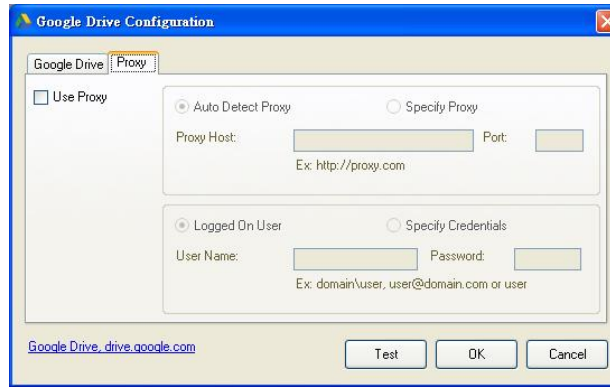 Google Drive Configuration
Google Drive Proxy
Use Proxy
Auto Detect Proxy Specify Proxy
Proxy Host: Port:
Ex: http://proxy.com
Logged On User Specify Credentials
User Name: Password:
Ex: domain\user, user@domain.com or user
Google Drive, drive.google.com
Test OK Cancel